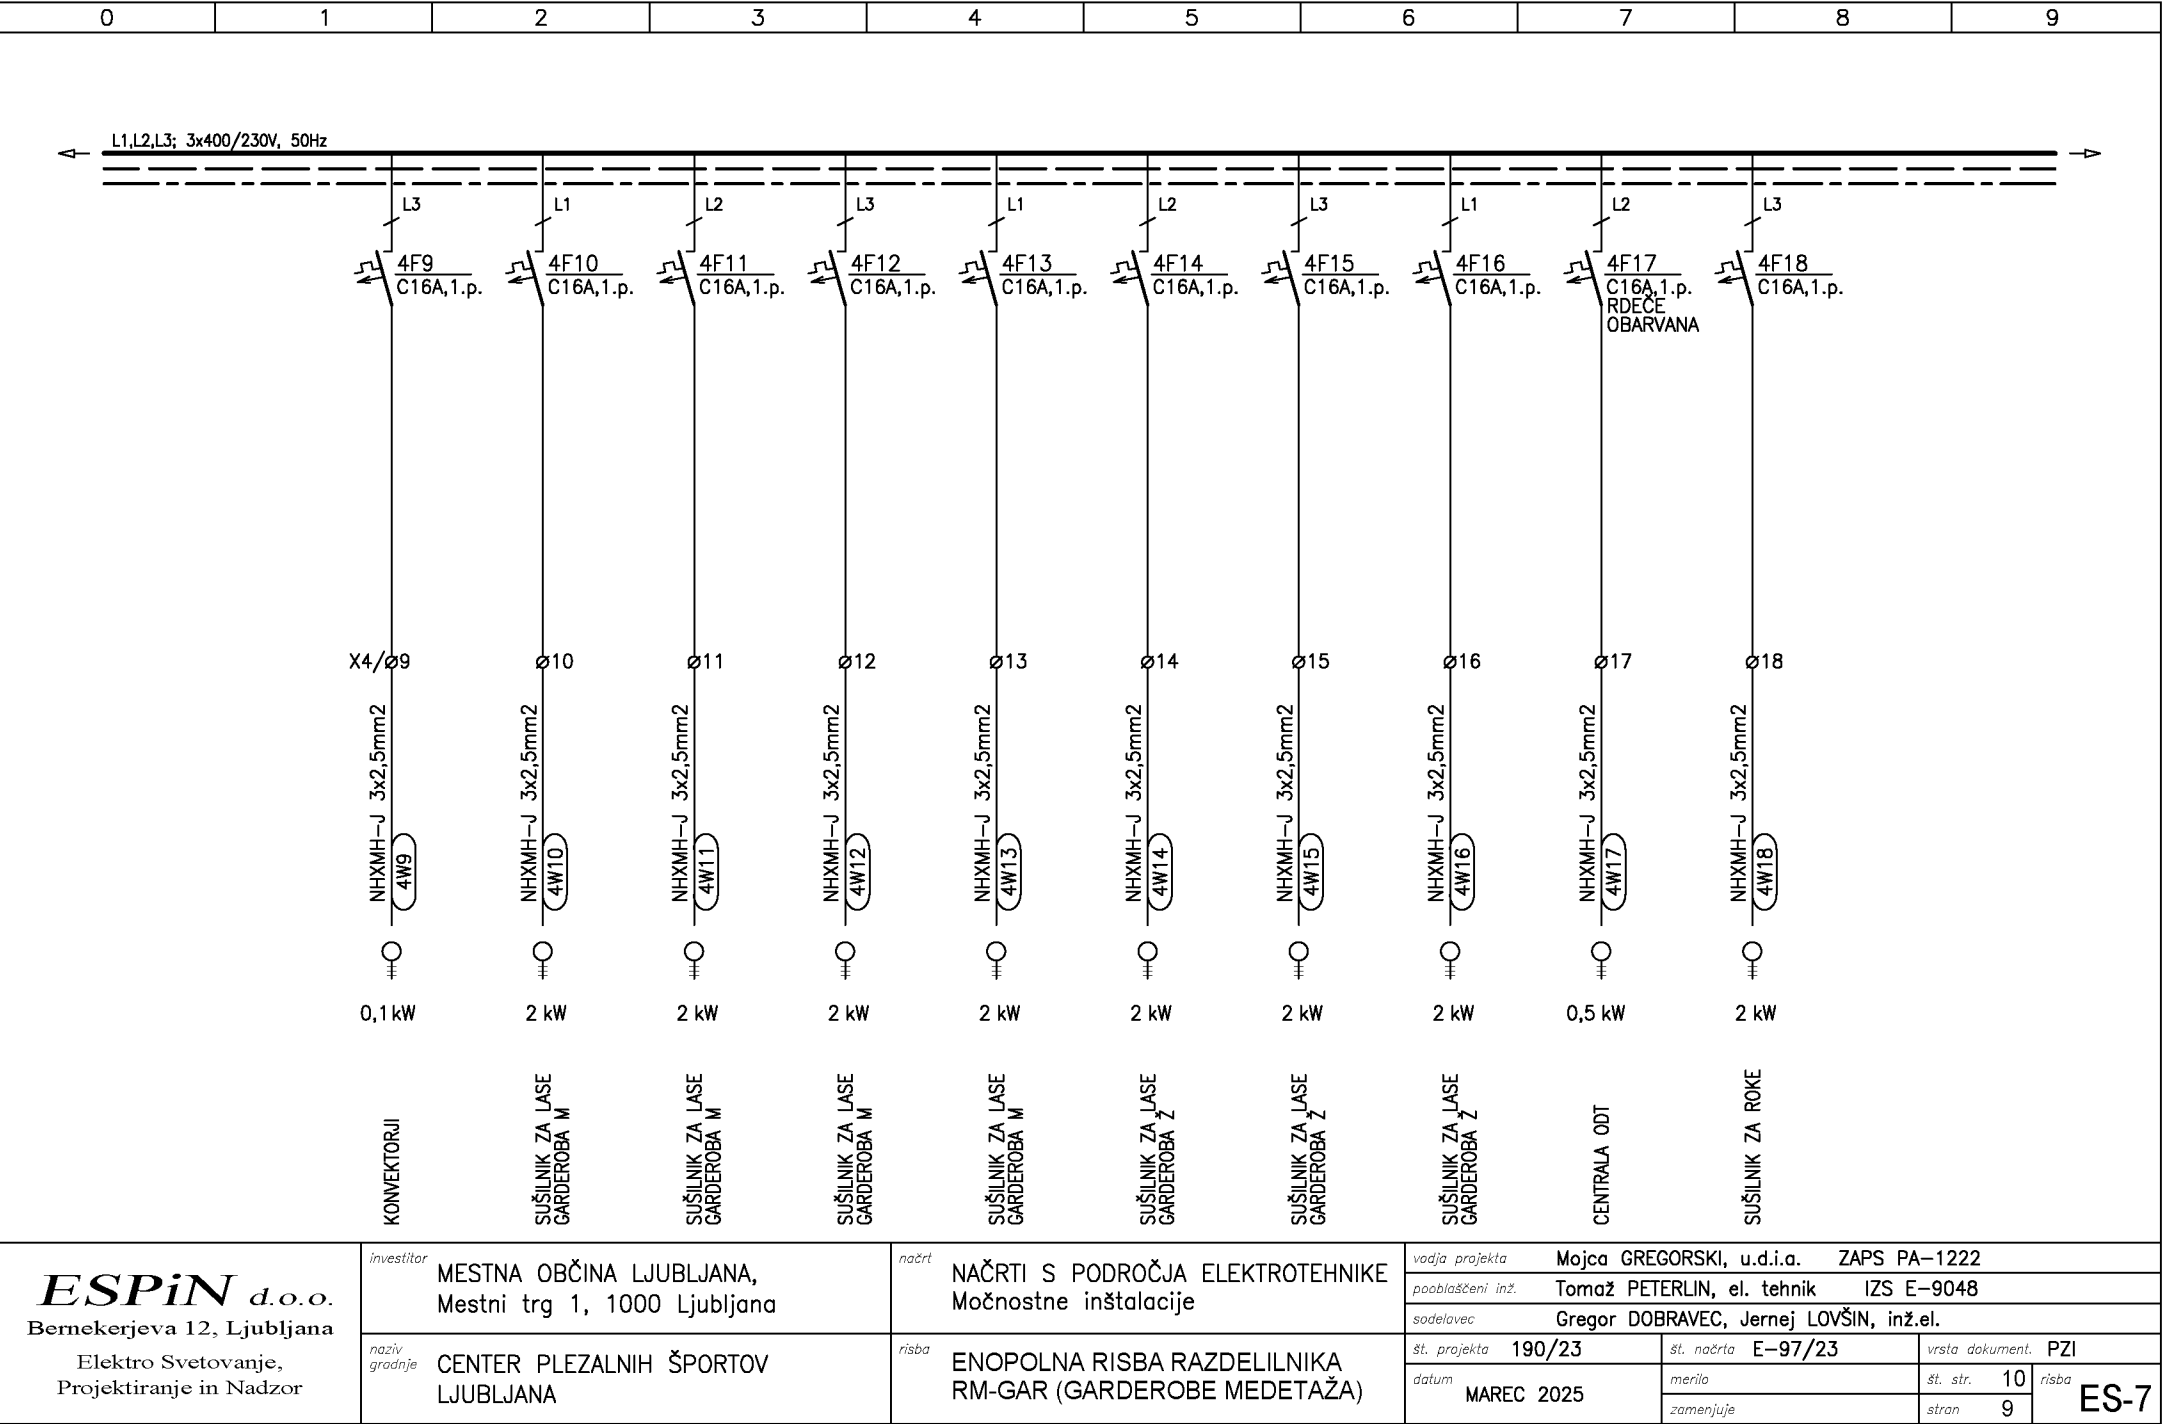 0 1 2 3 4 5 6 7 8 9
L1,L2,L3; 3x400/230V, 50Hz
L3 L1 L2 L3 L1 L2 L3 L1 L2 L3
4F9 4F10 4F11 4F12 4F13 4F14 4F15 4F16 4F17 4F18
C16A,1.p. C16A,1.p. C16A,1.p. C16A,1.p. C16A,1.p. C16A,1.p. C16A,1.p. C16A,1.p. C16A,1.p. C16A,1.p.
RDEČE
OBARVANA
X4/⌀9 ⌀10 ⌀11 ⌀12 ⌀13 ⌀14 ⌀15 ⌀16 ⌀17 ⌀18
NHXMH-J 3x2,5mm2
4W9
NHXMH-J 3x2,5mm2
4W10
NHXMH-J 3x2,5mm2
4W11
NHXMH-J 3x2,5mm2
4W12
NHXMH-J 3x2,5mm2
4W13
NHXMH-J 3x2,5mm2
4W14
NHXMH-J 3x2,5mm2
4W15
NHXMH-J 3x2,5mm2
4W16
NHXMH-J 3x2,5mm2
4W17
NHXMH-J 3x2,5mm2
4W18
0,1 kW 2 kW 2 kW 2 kW 2 kW 2 kW 2 kW 2 kW 0,5 kW 2 kW
KONVEKTORJI
SUŠILNIK ZA LASE
GARDEROBA M
SUŠILNIK ZA LASE
GARDEROBA M
SUŠILNIK ZA LASE
GARDEROBA M
SUŠILNIK ZA LASE
GARDEROBA M
SUŠILNIK ZA LASE
GARDEROBA Ž
SUŠILNIK ZA LASE
GARDEROBA Ž
SUŠILNIK ZA LASE
GARDEROBA Ž
CENTRALA ODT
SUŠILNIK ZA ROKE
ESPiN d.o.o.
Bernekerjeva 12, Ljubljana
Elektro Svetovanje,
Projektiranje in Nadzor
investitor
MESTNA OBČINA LJUBLJANA,
Mestni trg 1, 1000 Ljubljana
naziv
gradnje
CENTER PLEZALNIH ŠPORTOV
LJUBLJANA
načrt
NAČRTI S PODROČJA ELEKTROTEHNIKE
Močnostne inštalacije
risba
ENOPOLNA RISBA RAZDELILNIKA
RM-GAR (GARDEROBE MEDETAŽA)
vodja projekta Mojca GREGORSKI, u.d.i.a. ZAPS PA-1222
pooblaščeni inž. Tomaž PETERLIN, el. tehnik IZS E-9048
sodelavec Gregor DOBRAVEC, Jernej LOVŠIN, inž.el.
št. projekta 190/23 št. načrta E-97/23 vrsta dokument. PZI
datum MAREC 2025
merilo
zamenjuje
št. str. 10
stran 9
risba ES-7